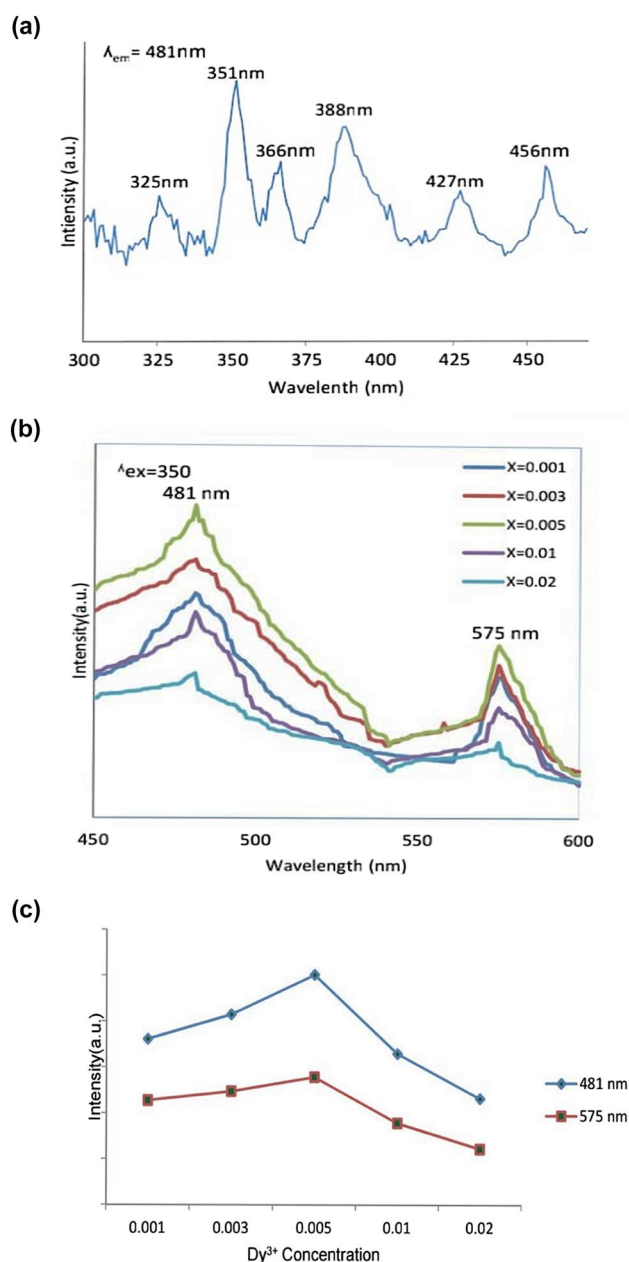 (a)
λem= 481nm
351nm
388nm
366nm
456nm
325nm
427nm
Intiensity (a.u.)
300 325 350 375 400 425 450
Wavelenth (nm)
(b)
λex=350
481 nm
X=0.001
X=0.003
X=0.005
X=0.01
X=0.02
575 nm
Intensity(a.u.)
450 500 550 600
Wavelength (nm)
(c)
Intensity(a.u.)
481 nm
575 nm
0.001 0.003 0.005 0.01 0.02
Dy³⁺ Concentration